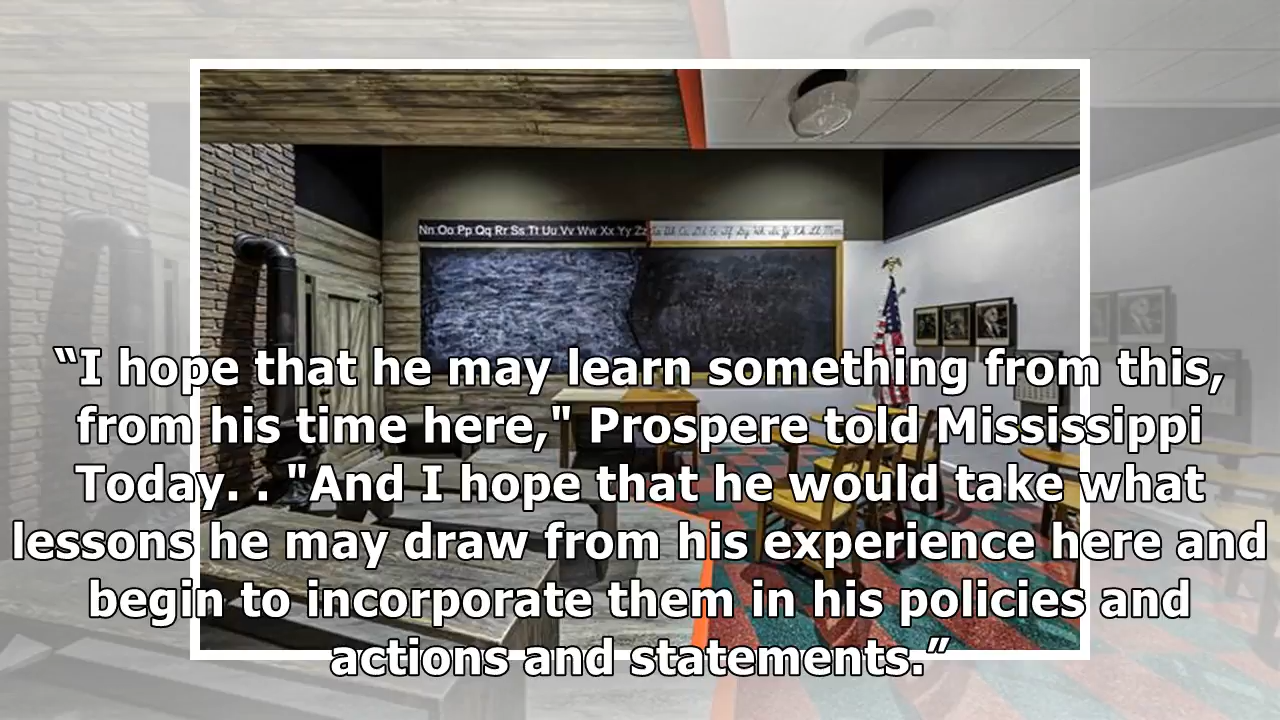 Nn Oo Pp Qq Rr Ss Tt Uu Vv Ww Xx Yy Zz
“I hope that he may learn something from this,
from his time here," Prospere told Mississippi
Today. . "And I hope that he would take what
lessons he may draw from his experience here and
begin to incorporate them in his policies and
actions and statements.”